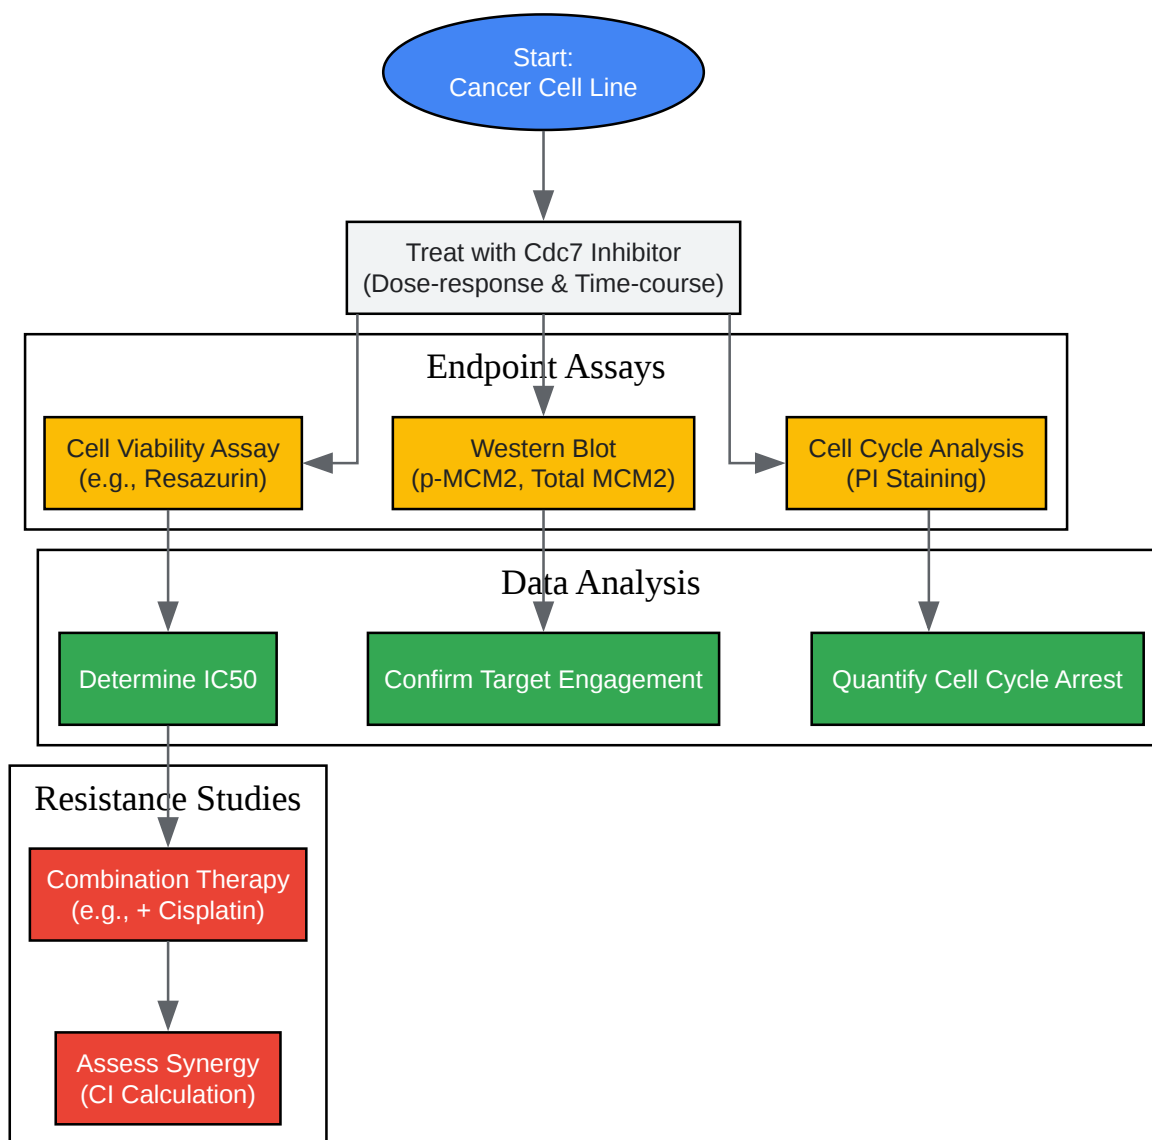 Start:
Cancer Cell Line
Treat with Cdc7 Inhibitor
(Dose-response & Time-course)
Endpoint Assays
Cell Viability Assay
(e.g., Resazurin)
Western Blot
(p-MCM2, Total MCM2)
Cell Cycle Analysis
(PI Staining)
Data Analysis
Determine IC50
Confirm Target Engagement
Quantify Cell Cycle Arrest
Resistance Studies
Combination Therapy
(e.g., + Cisplatin)
Assess Synergy
(CI Calculation)